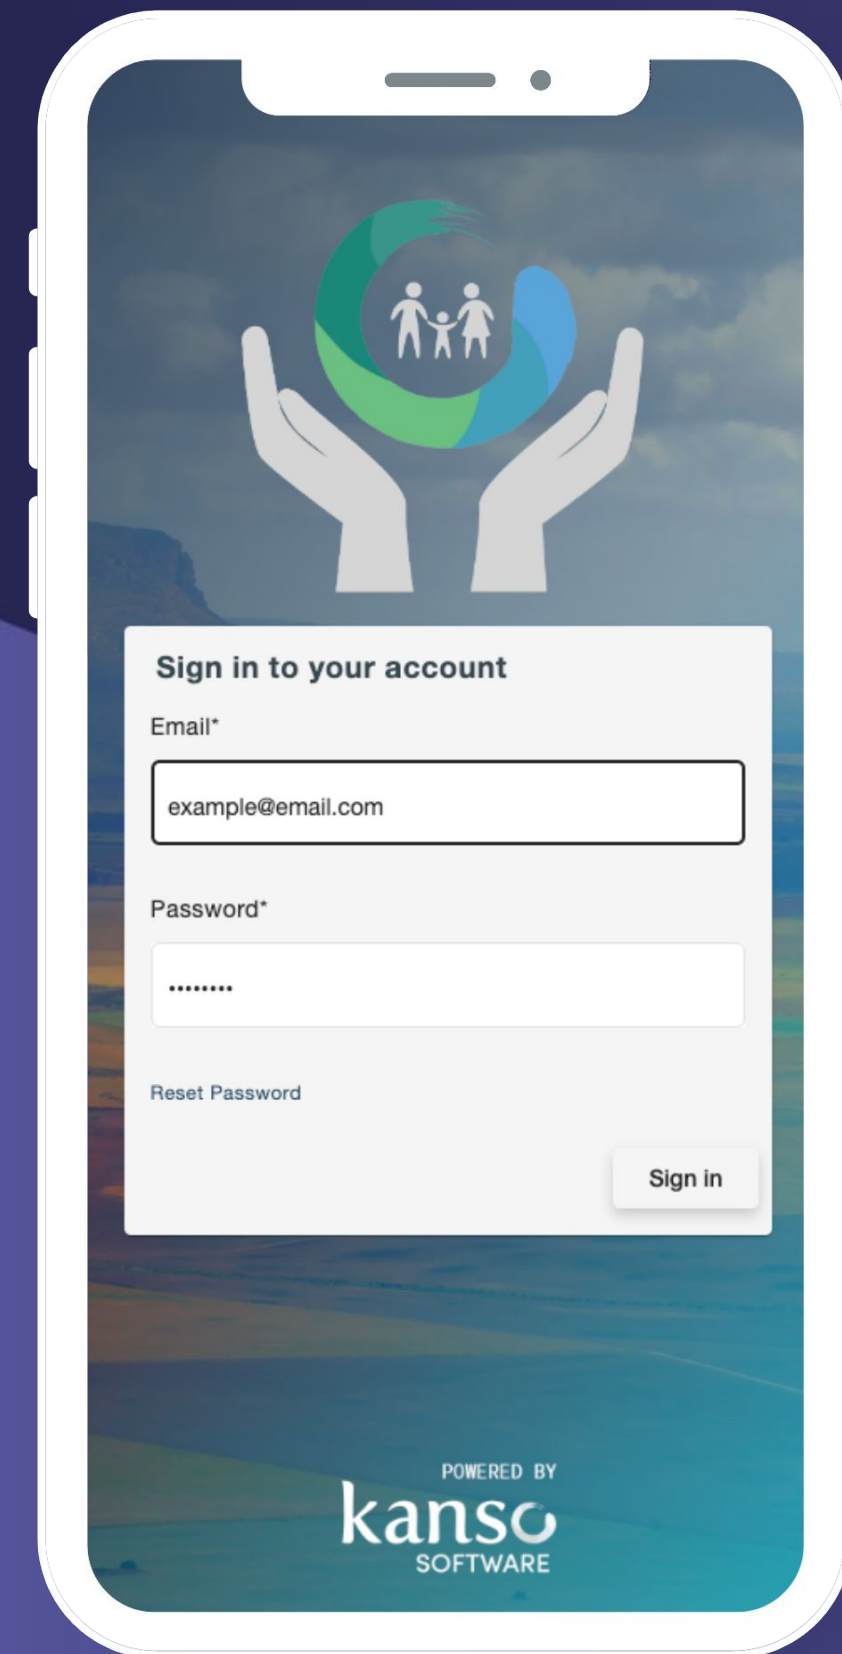 Sign in to your account
Email*
example@email.com
Password*
••••••••
Reset Password
Sign in
POWERED BY
kanso
SOFTWARE